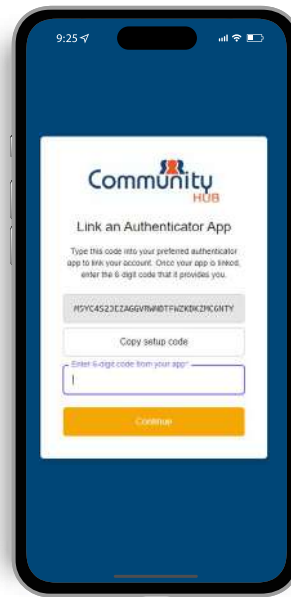 9:25
Community
HUB
Link an Authenticator App
Type this code into your preferred authenticator
app to link your account. Once your app is linked,
enter the 6 digit code that it provides you.
Copy setup code
Enter 6-digit code from your app*
Continue